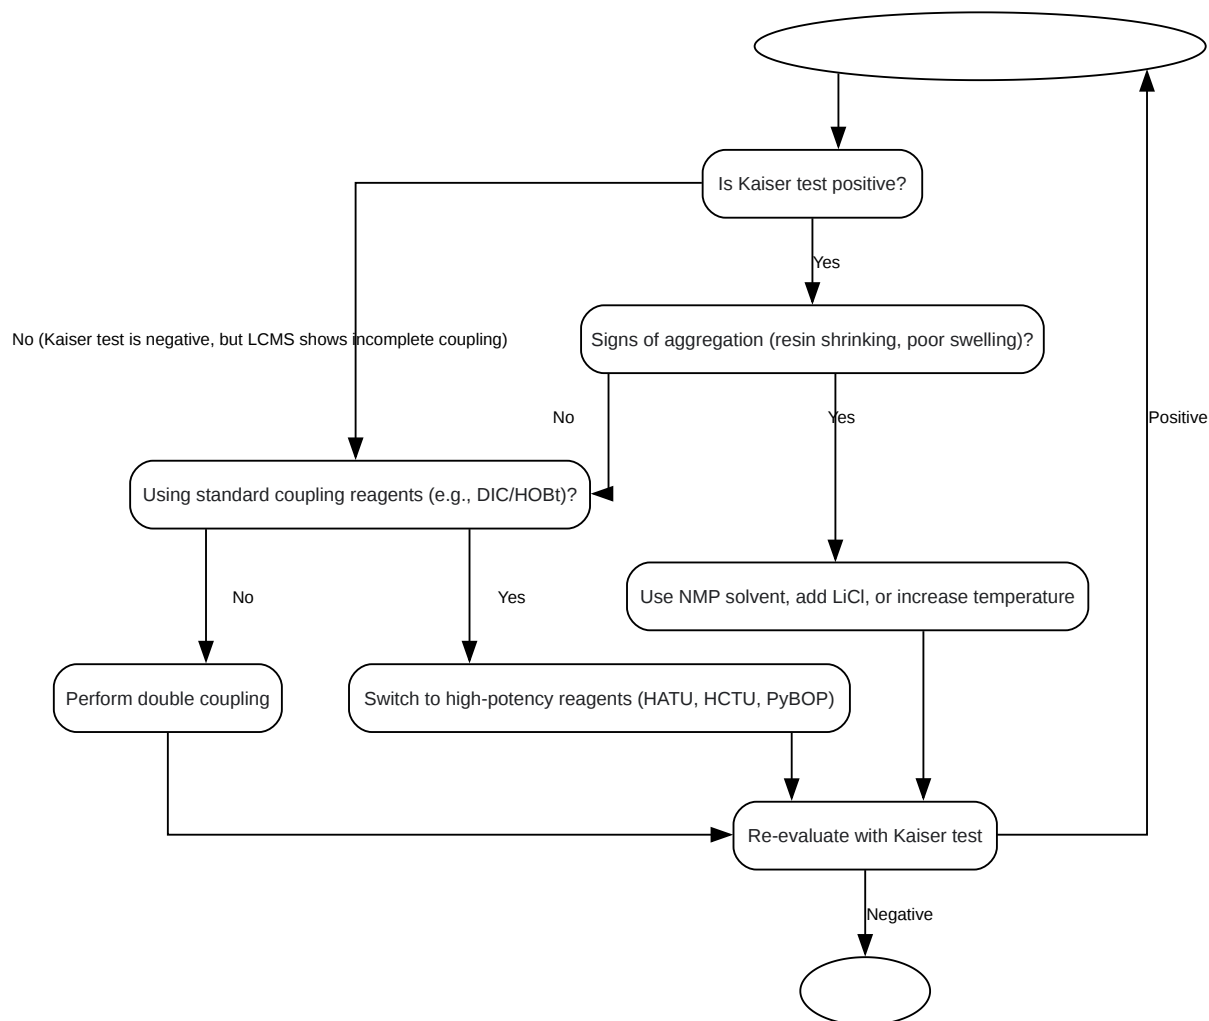 Is Kaiser test positive?
Yes
No (Kaiser test is negative, but LCMS shows incomplete coupling)
Signs of aggregation (resin shrinking, poor swelling)?
No
Yes
Positive
Using standard coupling reagents (e.g., DIC/HOBt)?
No
Yes
Use NMP solvent, add LiCl, or increase temperature
Perform double coupling
Switch to high-potency reagents (HATU, HCTU, PyBOP)
Re-evaluate with Kaiser test
Negative